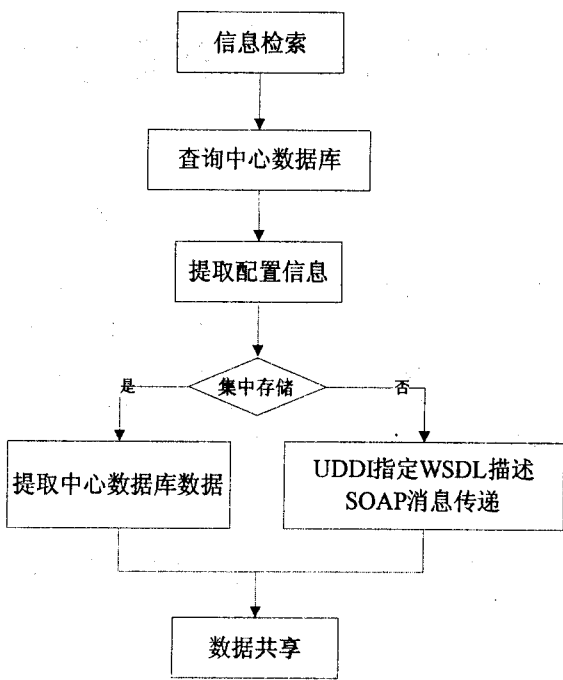 信息检索
查询中心数据库
提取配置信息
集中存储
是
否
提取中心数据库数据
UDDI指定WSDL描述
SOAP消息传递
数据共享